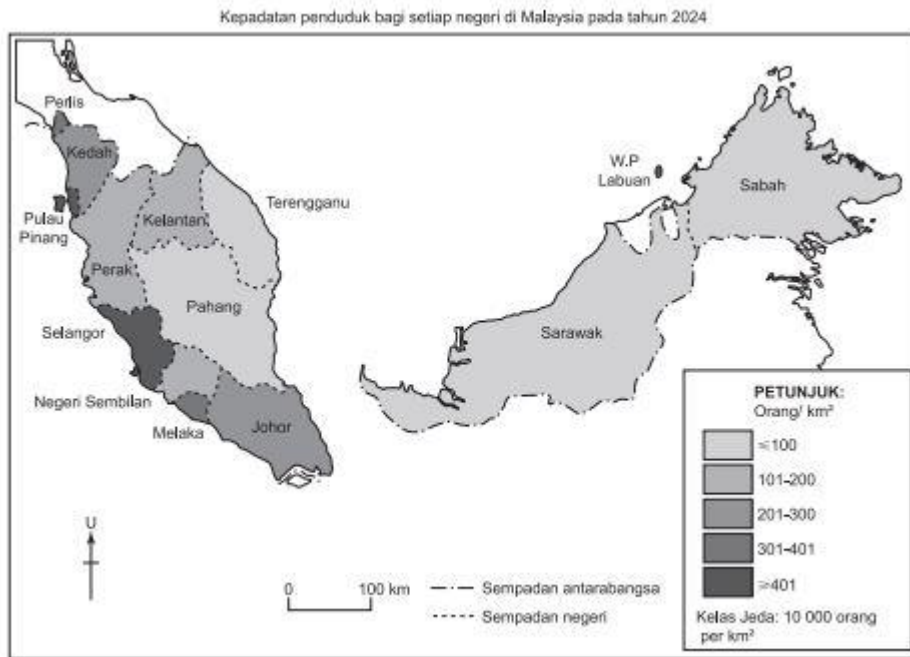 Kepadatan penduduk bagi setiap negeri di Malaysia pada tahun 2024
Perlis
Kedah
Pulau
Pinang
Kelantan
Terengganu
Perak
Pahang
Selangor
Negeri Sembilan
Melaka
Johor
W.P
Labuan
Sabah
Sarawak
U
0 100 km
Sempadan antarabangsa
Sempadan negeri
PETUNJUK:
Orang/ km²
≤100
101-200
201-300
301-401
≥401
Kelas Jeda: 10 000 orang
per km²